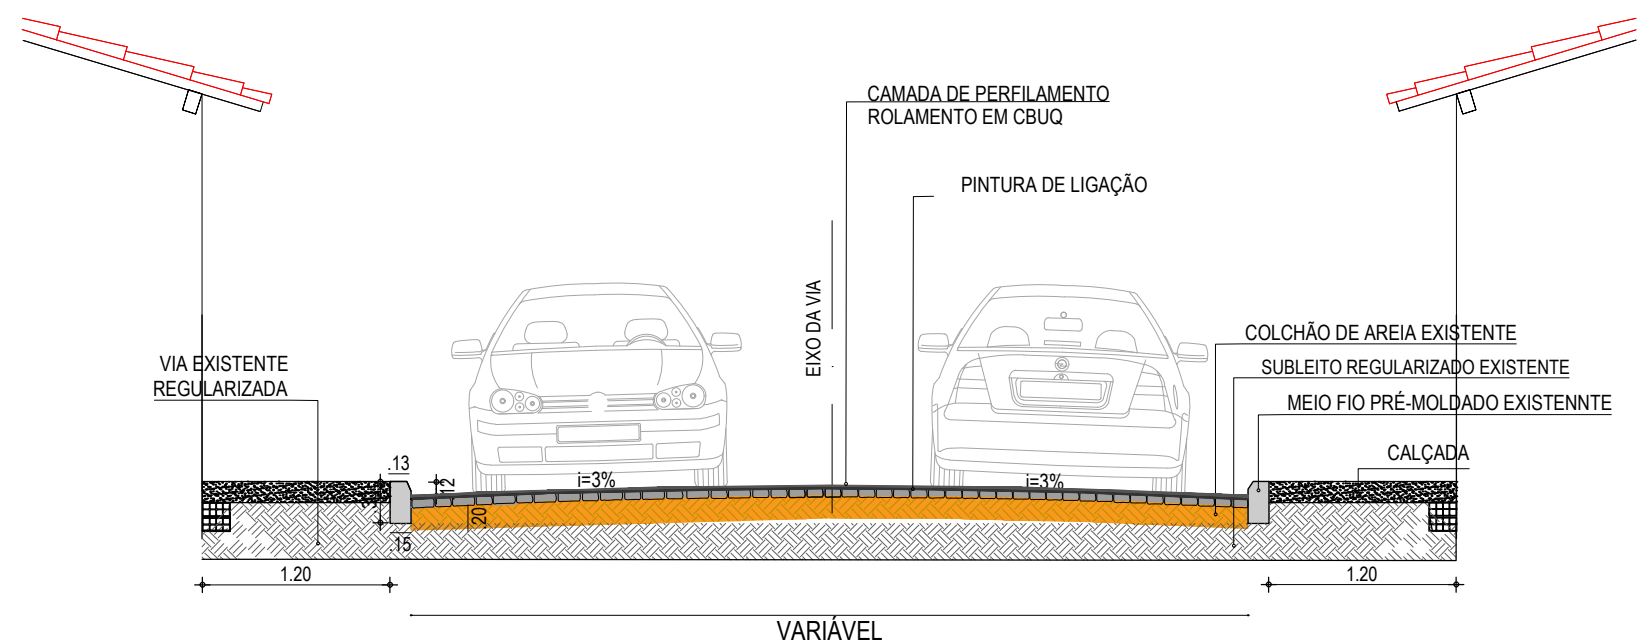 CAMADA DE PERFILAMENTO
ROLAMENTO EM CBUQ
PINTURA DE LIGAÇÃO
EIXO DA VIA
COLCHÃO DE AREIA EXISTENTE
VIA EXISTENTE
REGULARIZADA
SUBLEITO REGULARIZADO EXISTENTE
MEIO FIO PRÉ-MOLDADO EXISTENNTE
CALÇADA
.13
12
i=3%
i=3%
.20
.15
1.20
1.20
VARIÁVEL